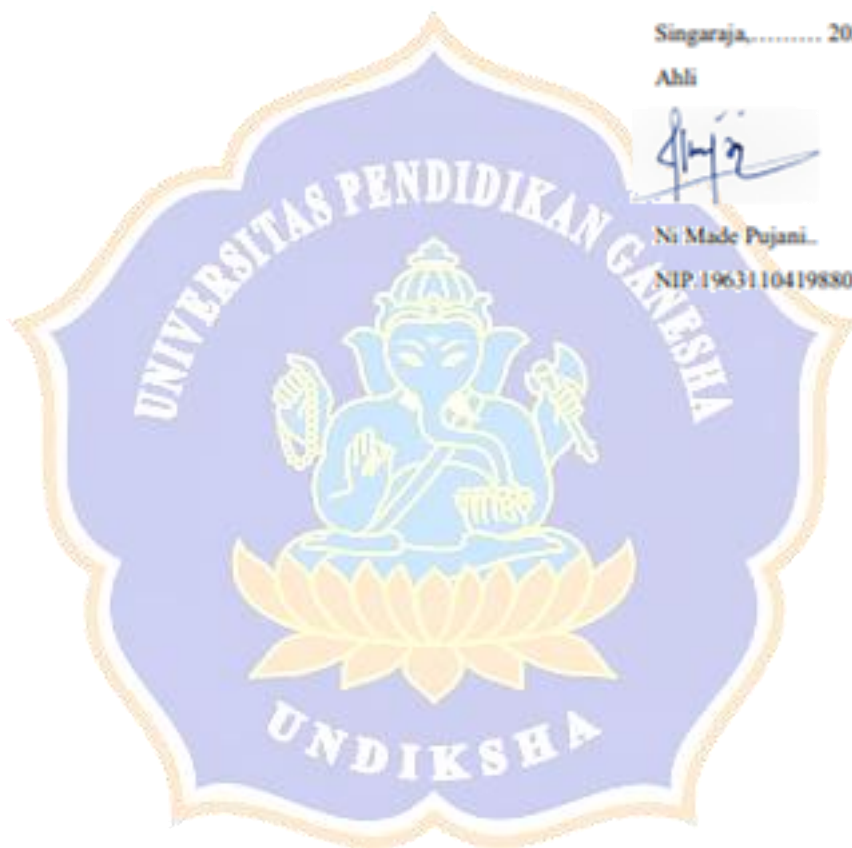 Singaraja,......... 20
Ahli
Ni Made Pujani..
NIP.1963110419880
UNIVERSITAS PENDIDIKAN GANESHA
UNDIKSHA